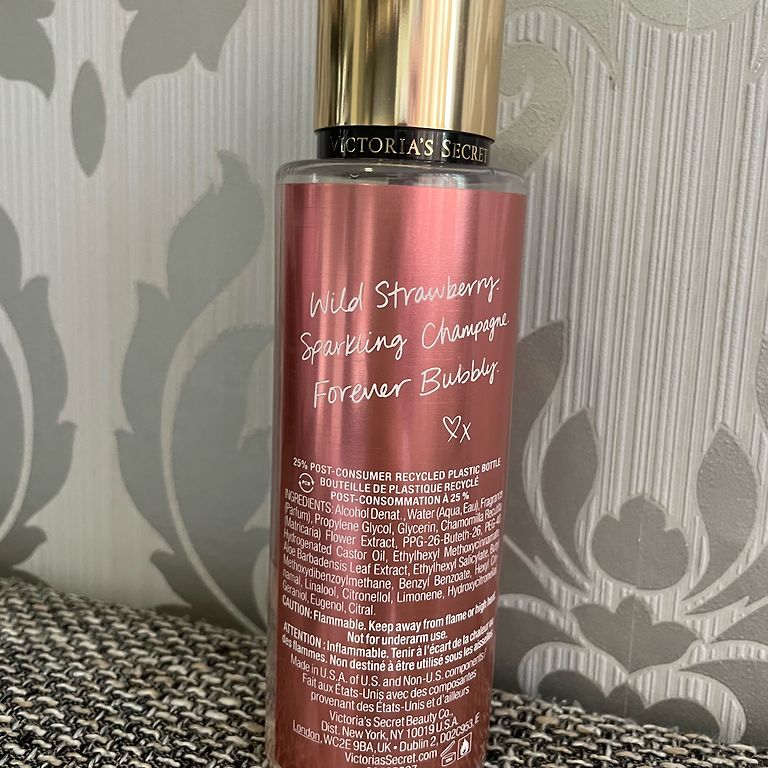 VICTORIA'S SECRET
Wild Strawberry.
Sparkling Champagne.
Forever Bubbly.
X
25% POST-CONSUMER RECYCLED PLASTIC BOTTLE
BOUTEILLE DE PLASTIQUE RECYCLÉ
POST-CONSOMMATION À 25 %
INGREDIENTS: Alcohol Denat., Water (Aqua, Eau), Fragrance
(Parfum), Propylene Glycol, Glycerin, Chamomilla Recutita
(Matricaria) Flower Extract, PPG-26-Buteth-26, PEG-40
Hydrogenated Castor Oil, Ethylhexyl Methoxycinnamate,
Aloe Barbadensis Leaf Extract, Ethylhexyl Salicylate,
Methoxydibenzoylmethane, Benzyl Benzoate, Hexyl
namal, Linalool, Citronellol, Limonene, Hydroxycitronellal,
Geraniol, Eugenol, Citral.
CAUTION: Flammable. Keep away from flame or high heat.
Not for underarm use.
ATTENTION : Inflammable. Tenir à l'écart de la chaleur ou
des flammes. Non destiné à être utilisé sous les aisselles.
Made in U.S.A. of U.S. and Non-U.S. components
Fait aux États-Unis avec des composantes
provenant des États-Unis et d'ailleurs
Victoria's Secret Beauty Co.,
Dist. New York, NY 10019 U.S.A.
London, WC2E 9BA, UK • Dublin 2, D02C953, E
VictoriasSecret.com